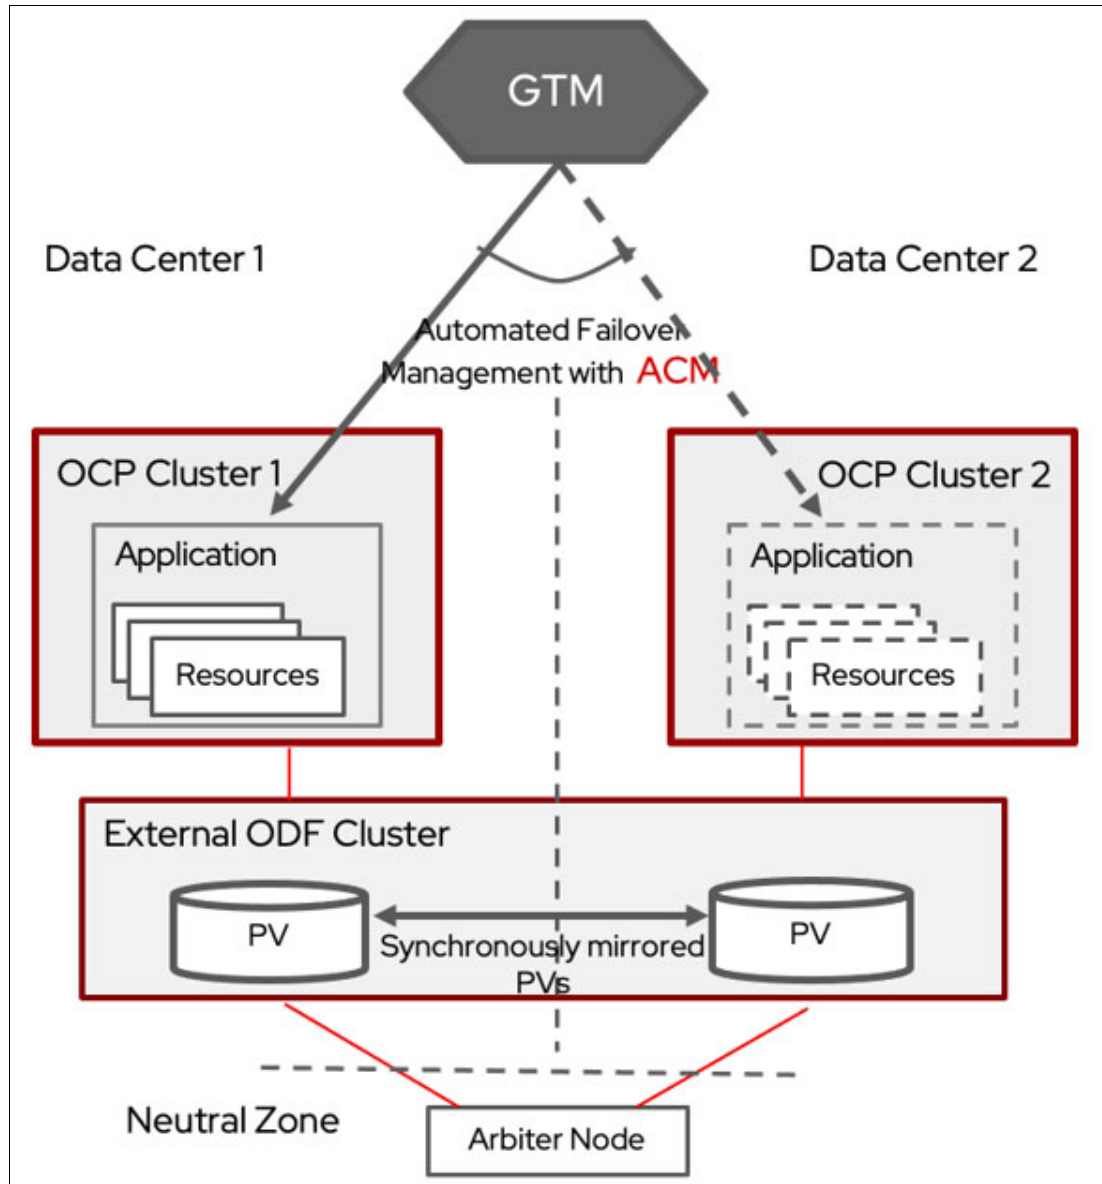 GTM
Data Center 1
Data Center 2
Automated Failover
Management with ACM
OCP Cluster 1
Application
Resources
OCP Cluster 2
Application
Resources
External ODF Cluster
PV
PV
Synchronously mirrored
PVs
Neutral Zone
Arbiter Node